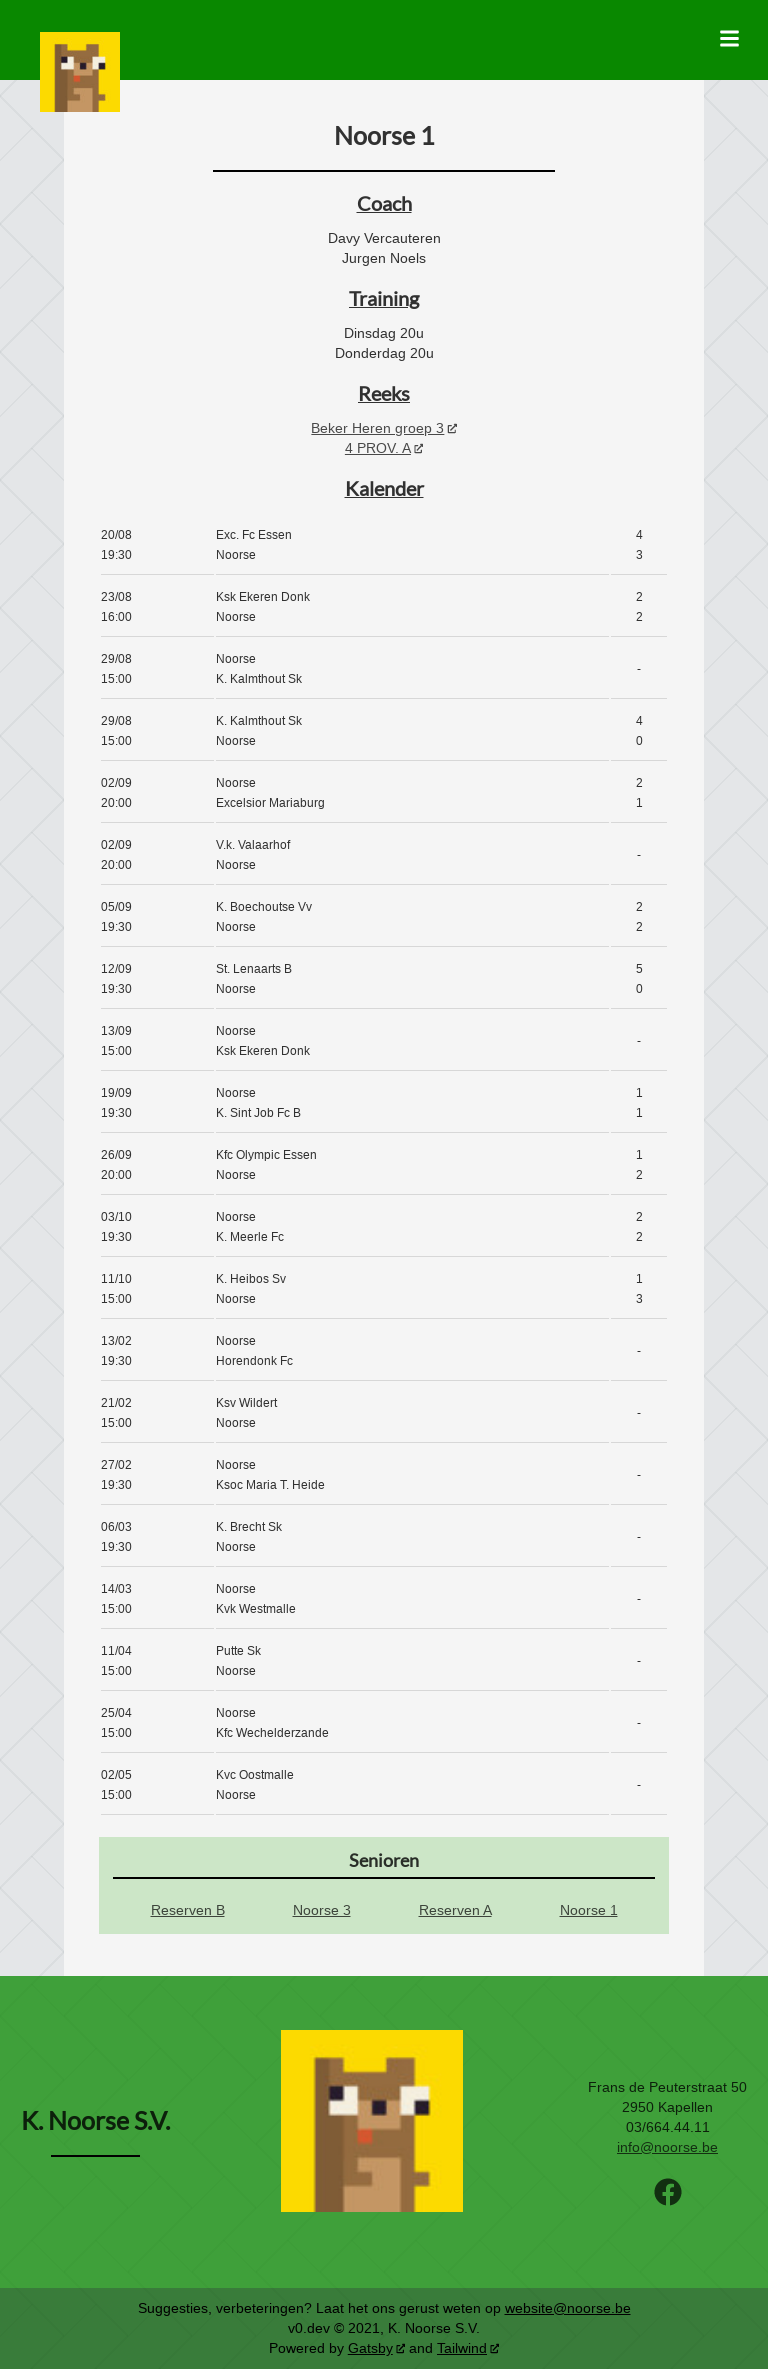 Noorse 1
Coach
Davy Vercauteren
Jurgen Noels
Training
Dinsdag 20u
Donderdag 20u
Reeks
Beker Heren groep 3
4 PROV. A
Kalender
20/08 Exc. Fc Essen 4
19:30 Noorse 3
23/08 Ksk Ekeren Donk 2
16:00 Noorse 2
29/08 Noorse
-
15:00 K. Kalmthout Sk
29/08 K. Kalmthout Sk 4
15:00 Noorse 0
02/09 Noorse 2
20:00 Excelsior Mariaburg 1
02/09 V.k. Valaarhof
-
20:00 Noorse
05/09 K. Boechoutse Vv 2
19:30 Noorse 2
12/09 St. Lenaarts B 5
19:30 Noorse 0
13/09 Noorse
-
15:00 Ksk Ekeren Donk
19/09 Noorse 1
19:30 K. Sint Job Fc B 1
26/09 Kfc Olympic Essen 1
20:00 Noorse 2
03/10 Noorse 2
19:30 K. Meerle Fc 2
11/10 K. Heibos Sv 1
15:00 Noorse 3
13/02 Noorse
-
19:30 Horendonk Fc
21/02 Ksv Wildert
-
15:00 Noorse
27/02 Noorse
-
19:30 Ksoc Maria T. Heide
06/03 K. Brecht Sk
-
19:30 Noorse
14/03 Noorse
-
15:00 Kvk Westmalle
11/04 Putte Sk
-
15:00 Noorse
25/04 Noorse
-
15:00 Kfc Wechelderzande
02/05 Kvc Oostmalle
-
15:00 Noorse
Senioren
Reserven B Noorse 3 Reserven A Noorse 1
K. Noorse S.V.
Frans de Peuterstraat 50
2950 Kapellen
03/664.44.11
info@noorse.be
Suggesties, verbeteringen? Laat het ons gerust weten op website@noorse.be
v0.dev © 2021, K. Noorse S.V.
Powered by Gatsby and Tailwind